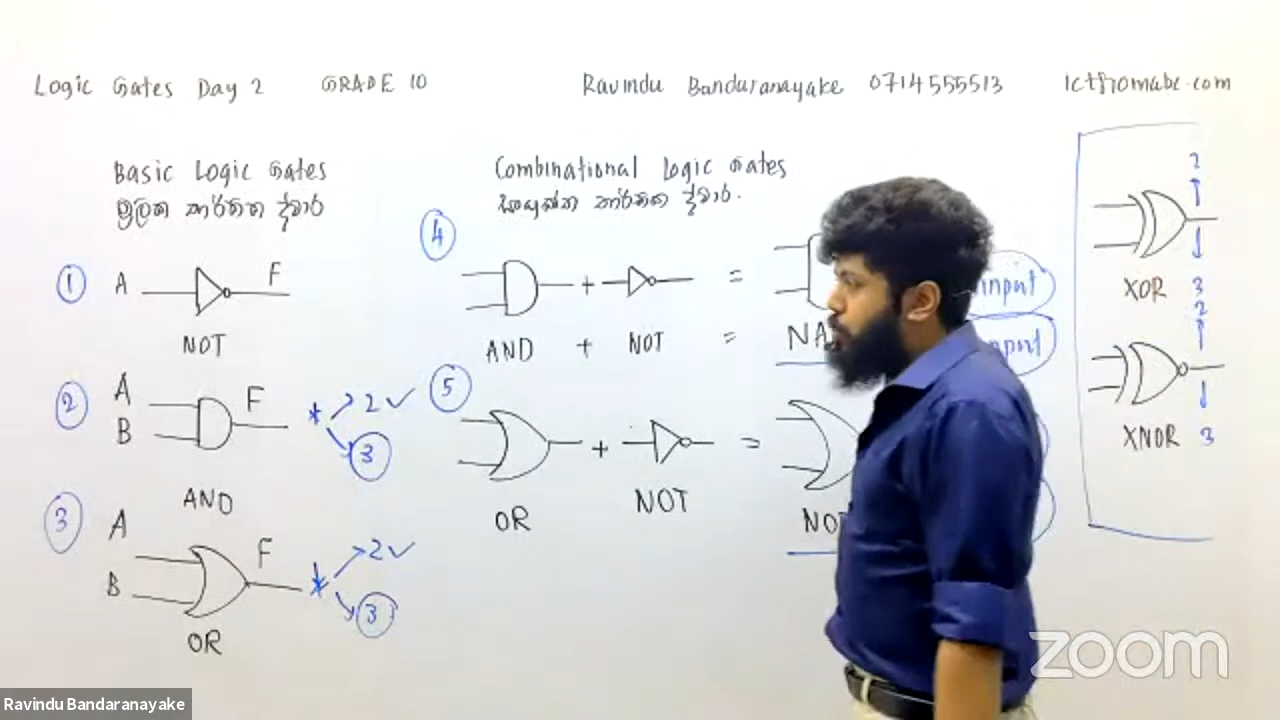 Logic Gates Day 2 GRADE 10 Ravindu Bandaranayake 0714555513 Ictfromabc.com
Basic Logic Gates
මූලික තාර්කික ද්වාර
Combinational Logic Gates
සංයුක්ත තාර්කික ද්වාර.
1 A F
NOT
2 A B F
* 2 ✓
3
AND
3 A B F
* 2 ✓
3
OR
4
+ =
input
AND + NOT = NA
input
5
+ =
OR NOT NO
2
XOR 3
2
XNOR 3
zoom
Ravindu Bandaranayake